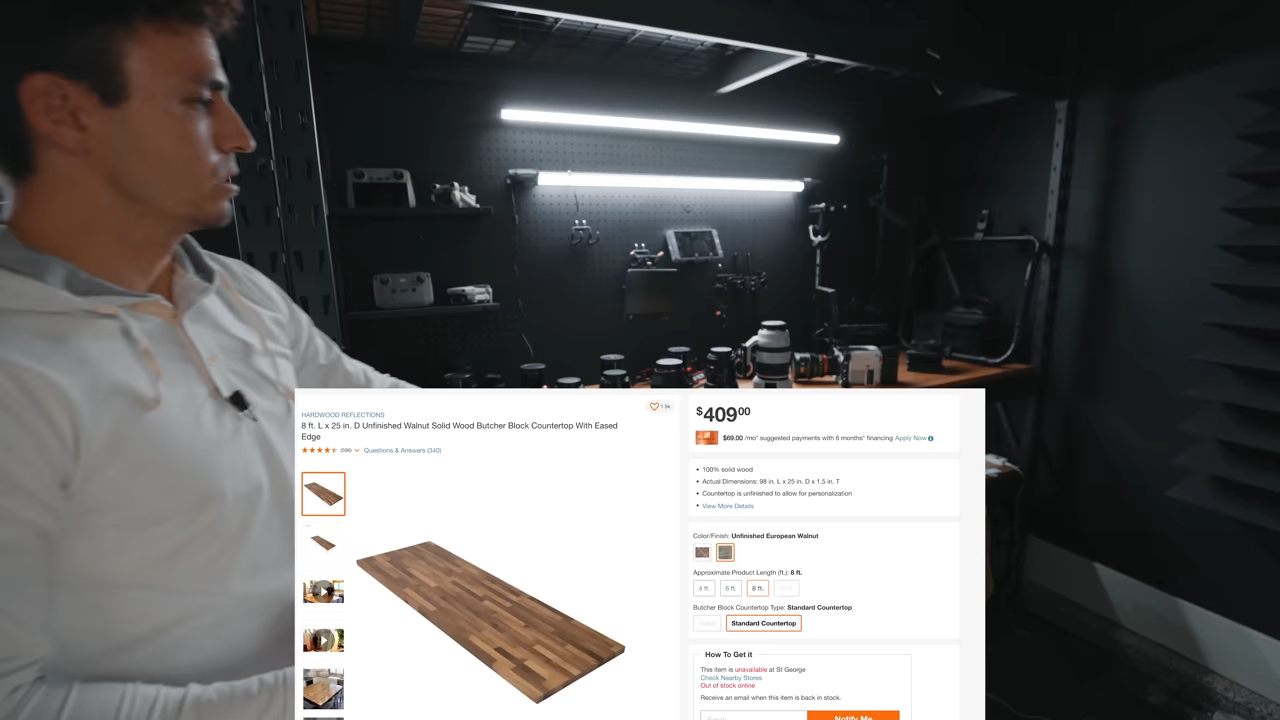 HARDWOOD REFLECTIONS
1.9k
8 ft. L x 25 in. D Unfinished Walnut Solid Wood Butcher Block Countertop With Eased
Edge
Questions & Answers (340)
$409⁰⁰
$69.00 /mo* suggested payments with 6 months* financing Apply Now
• 100% solid wood
• Actual Dimensions: 98 in. L x 25 in. D x 1.5 in. T
• Countertop is unfinished to allow for personalization
• View More Details
Color/Finish: Unfinished European Walnut
Approximate Product Length (ft.): 8 ft.
4 ft.
6 ft.
8 ft.
Butcher Block Countertop Type: Standard Countertop
Standard Countertop
How To Get it
This item is unavailable at St George
Check Nearby Stores
Out of stock online
Receive an email when this item is back in stock.
Email
Notify Me